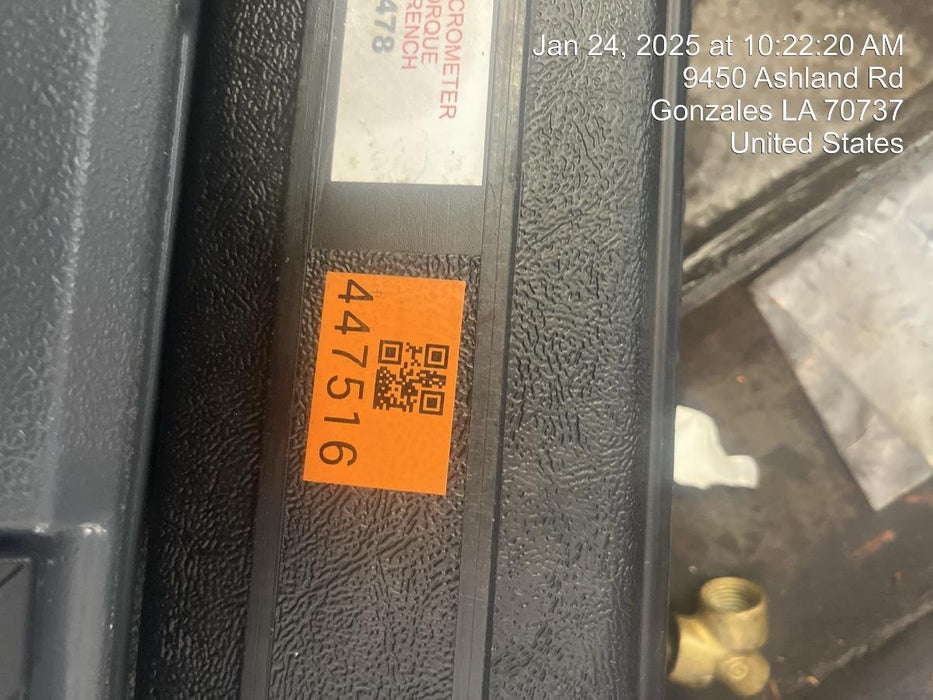 Jan 24, 2025 at 10:22:20 AM
9450 Ashland Rd
Gonzales LA 70737
United States
CROMETER
ORQUE
RENCH
478
447516